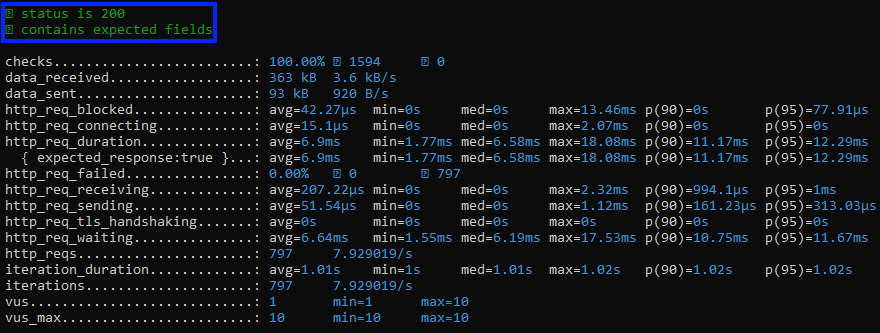 status is 200
contains expected fields
checks.........................: 100.00% 1594 0
data_received..................: 363 kB 3.6 kB/s
data_sent......................: 93 kB 920 B/s
http_req_blocked...............: avg=42.27µs min=0s med=0s max=13.46ms p(90)=0s p(95)=77.91µs
http_req_connecting............: avg=15.1µs min=0s med=0s max=2.07ms p(90)=0s p(95)=0s
http_req_duration..............: avg=6.9ms min=1.77ms med=6.58ms max=18.08ms p(90)=11.17ms p(95)=12.29ms
{ expected_response:true }...: avg=6.9ms min=1.77ms med=6.58ms max=18.08ms p(90)=11.17ms p(95)=12.29ms
http_req_failed................: 0.00% 0 797
http_req_receiving.............: avg=207.22µs min=0s med=0s max=2.32ms p(90)=994.1µs p(95)=1ms
http_req_sending...............: avg=51.54µs min=0s med=0s max=1.12ms p(90)=161.23µs p(95)=313.03µs
http_req_tls_handshaking.......: avg=0s min=0s med=0s max=0s p(90)=0s p(95)=0s
http_req_waiting...............: avg=6.64ms min=1.55ms med=6.19ms max=17.53ms p(90)=10.75ms p(95)=11.67ms
http_reqs......................: 797 7.929019/s
iteration_duration.............: avg=1.01s min=1s med=1.01s max=1.02s p(90)=1.02s p(95)=1.02s
iterations.....................: 797 7.929019/s
vus............................: 1 min=1 max=10
vus_max........................: 10 min=10 max=10